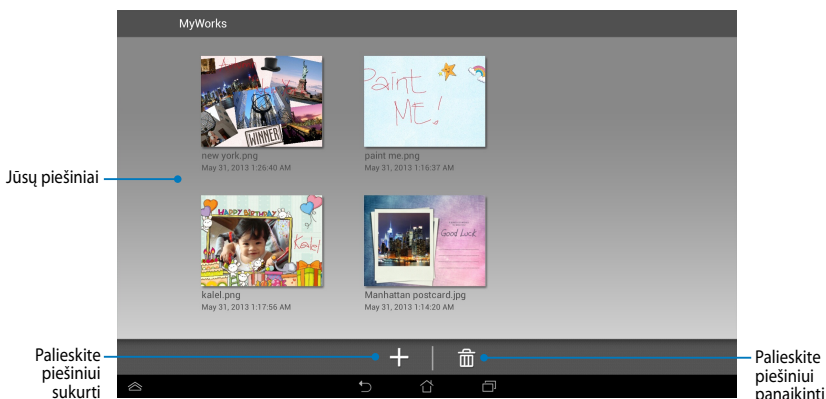 MyWorks
Paint
ME!
WINNER!
new york.png
May 31, 2013 1:26:40 AM
paint me.png
May 31, 2013 1:16:37 AM
Jūsų piešiniai
HAPPY BIRTHDAY
Kalel
Good Luck
kalel.png
May 31, 2013 1:17:56 AM
Manhattan postcard.jpg
May 31, 2013 1:14:20 AM
Palieskite
piešiniui
sukurti
Palieskite
piešiniui
panaikinti